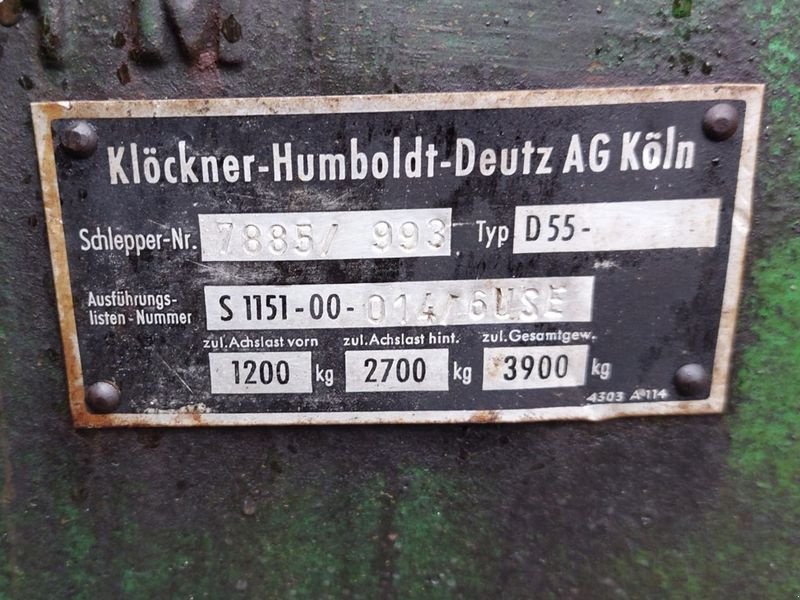 Klöckner-Humboldt-Deutz AG Köln
Schlepper-Nr. 7885/ 993 Typ D55-
Ausführungs-
listen-Nummer S 1151-00-014/6USE
zul. Achslast vorn zul. Achslast hint. zul. Gesamtgew.
1200 kg 2700 kg 3900 kg
4303 A 114